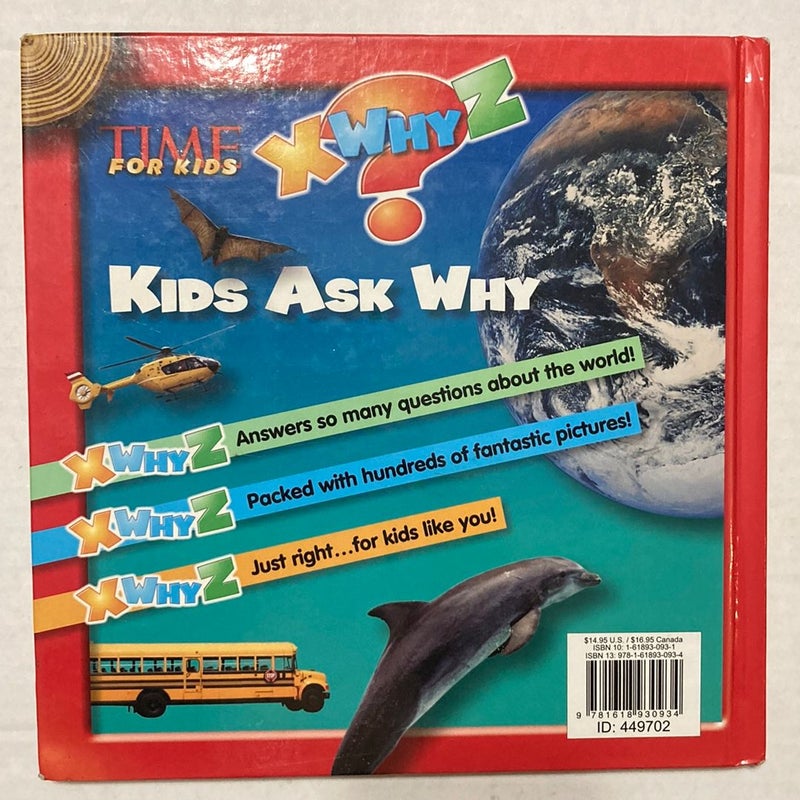 TIME
FOR KIDS
X WHY Z
?
KIDS ASK WHY
X WHY Z Answers so many questions about the world!
X WHY Z Packed with hundreds of fantastic pictures!
X WHY Z Just right...for kids like you!
STOP
$14.95 U.S. / $16.95 Canada
ISBN 10: 1-61893-093-1
ISBN 13: 978-1-61893-093-4
9 781618 930934
ID: 449702